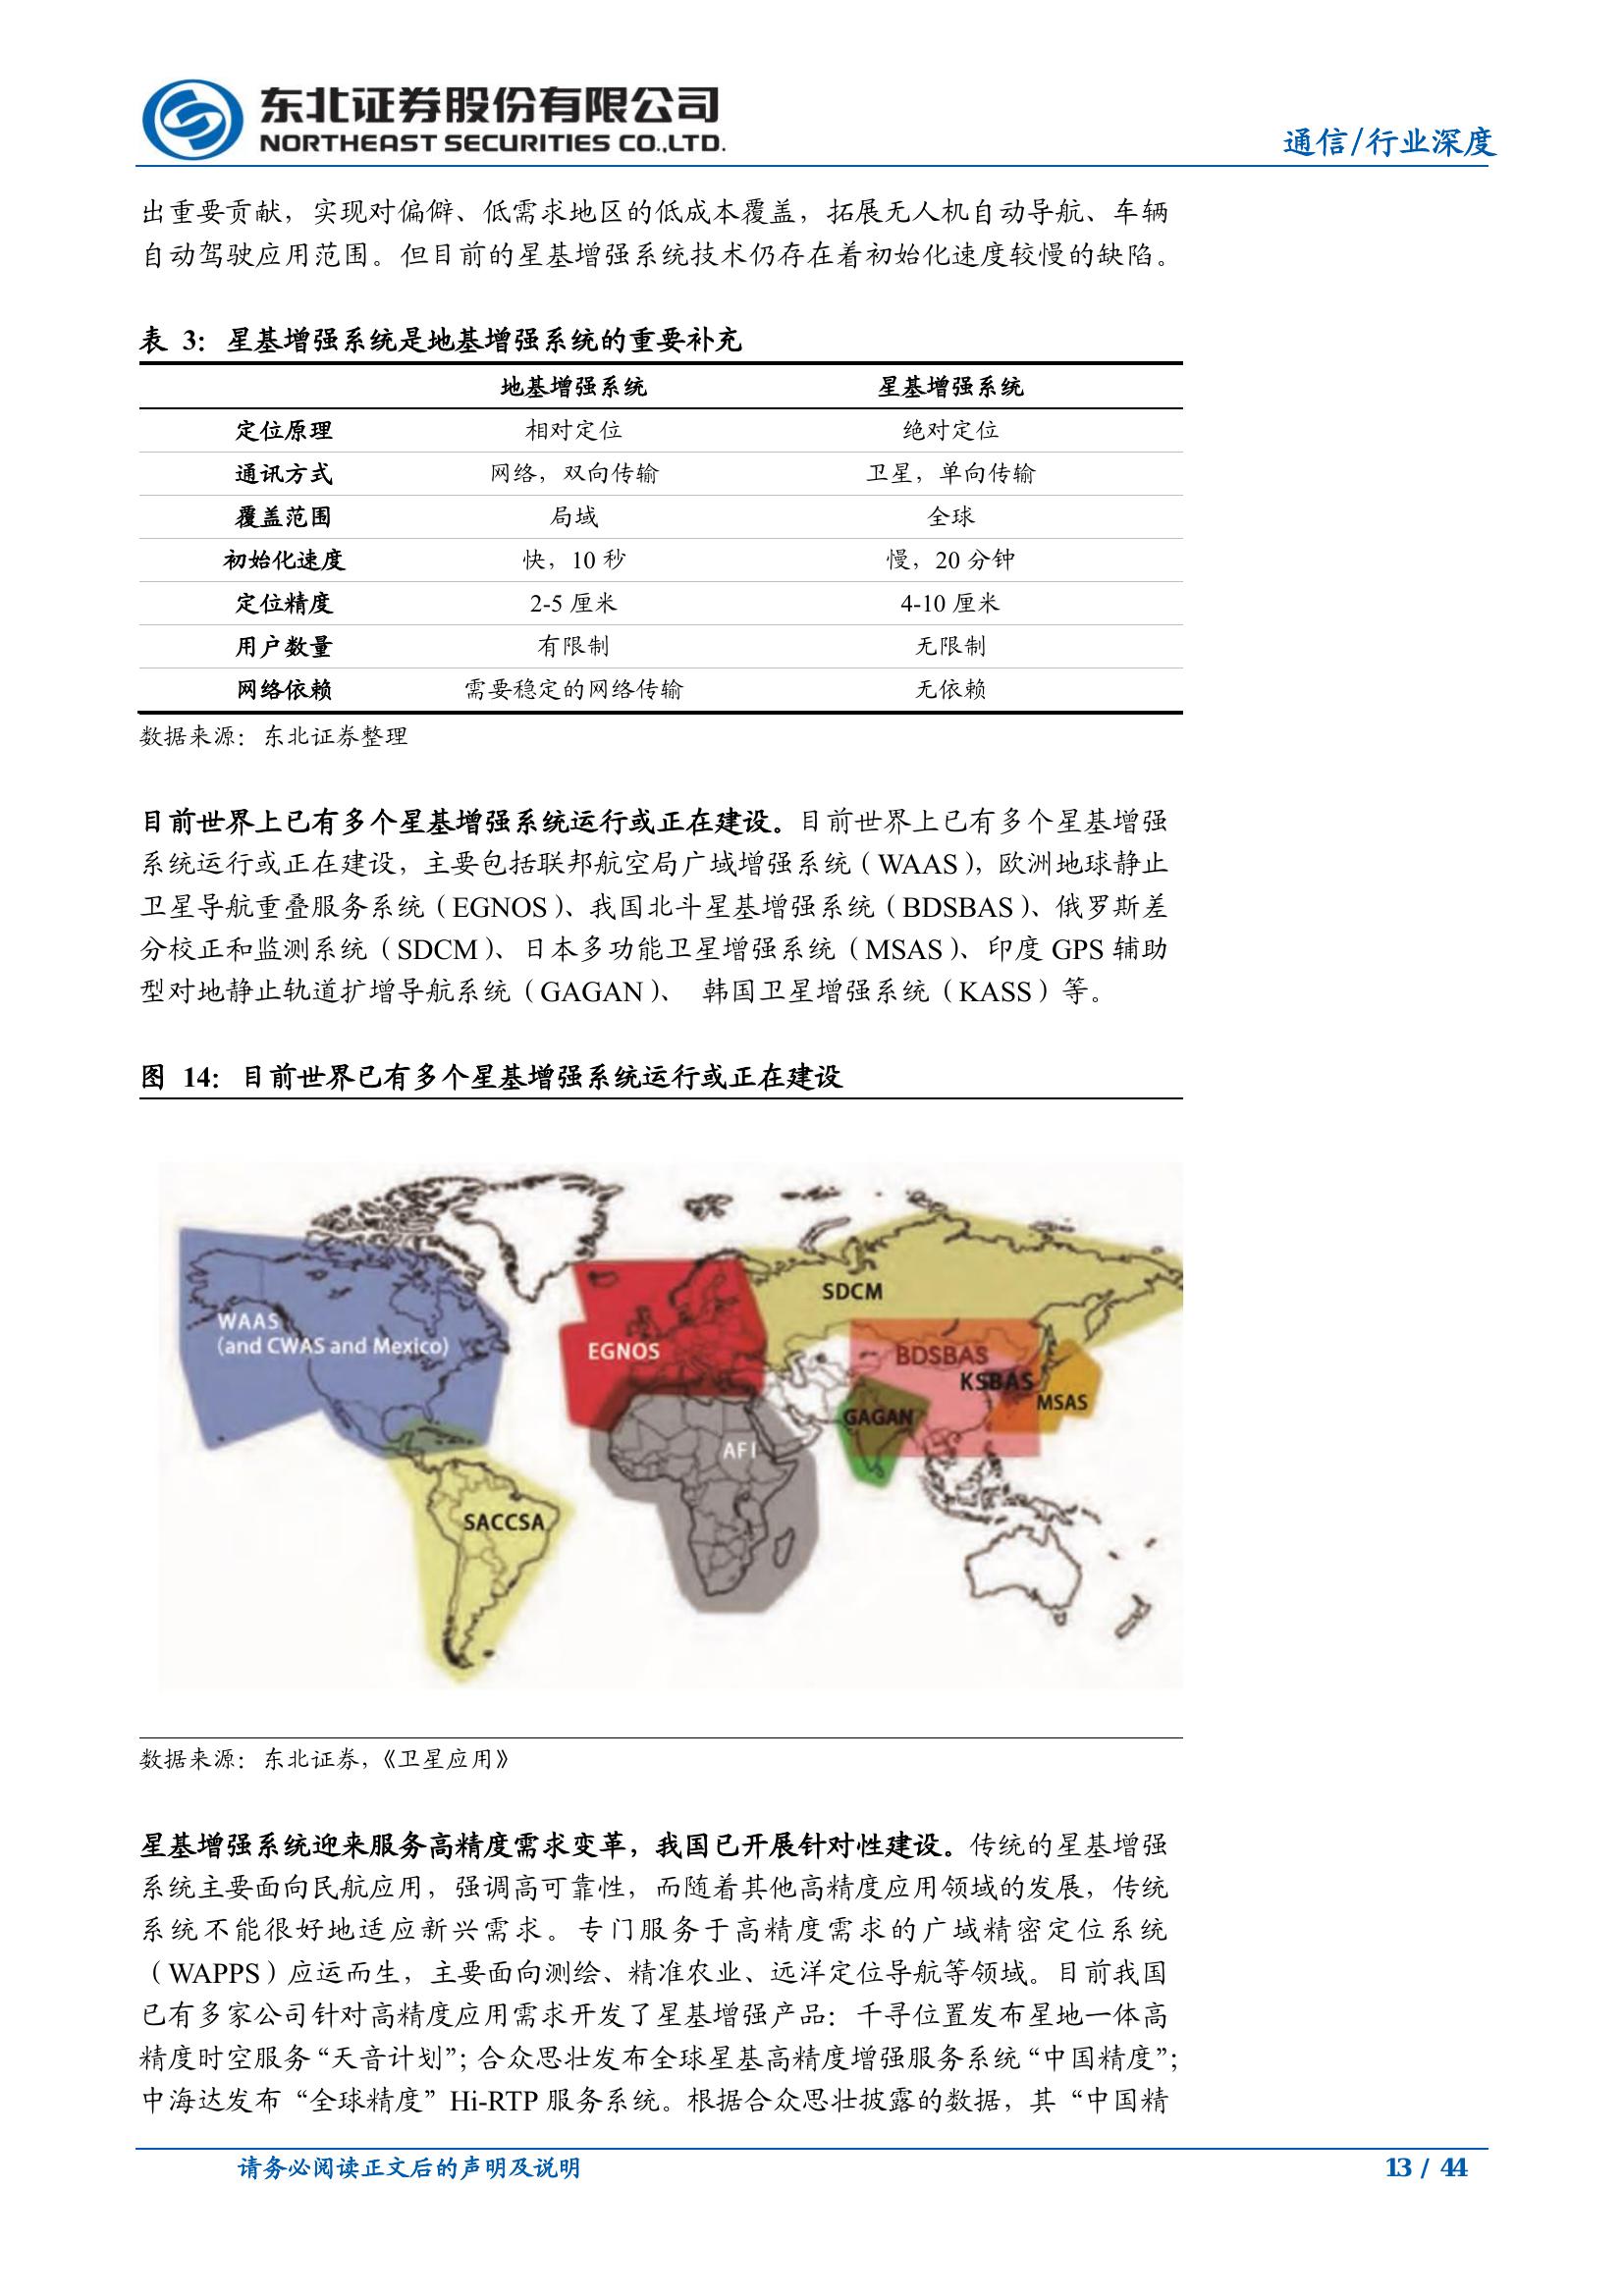 东北证券股份有限公司
NORTHEAST SECURITIES CO.,LTD.
通信/行业深度
出重要贡献，实现对偏僻、低需求地区的低成本覆盖，拓展无人机自动导航、车辆
自动驾驶应用范围。但目前的星基增强系统技术仍存在着初始化速度较慢的缺陷。
表 3：星基增强系统是地基增强系统的重要补充
地基增强系统 星基增强系统
定位原理 相对定位 绝对定位
通讯方式 网络，双向传输 卫星，单向传输
覆盖范围 局域 全球
初始化速度 快，10 秒 慢，20 分钟
定位精度 2-5 厘米 4-10 厘米
用户数量 有限制 无限制
网络依赖 需要稳定的网络传输 无依赖
数据来源：东北证券整理
目前世界上已有多个星基增强系统运行或正在建设。目前世界上已有多个星基增强
系统运行或正在建设，主要包括联邦航空局广域增强系统（WAAS），欧洲地球静止
卫星导航重叠服务系统（EGNOS）、我国北斗星基增强系统（BDSBAS）、俄罗斯差
分校正和监测系统（SDCM）、日本多功能卫星增强系统（MSAS）、印度 GPS 辅助
型对地静止轨道扩增导航系统（GAGAN）、 韩国卫星增强系统（KASS）等。
图 14：目前世界已有多个星基增强系统运行或正在建设
SDCM
WAAS
(and CWAS and Mexico)
EGNOS
BDSBAS
KSBAS
MSAS
GAGAN
AFI
SACCSA
数据来源：东北证券，《卫星应用》
星基增强系统迎来服务高精度需求变革，我国已开展针对性建设。传统的星基增强
系统主要面向民航应用，强调高可靠性，而随着其他高精度应用领域的发展，传统
系统不能很好地适应新兴需求。专门服务于高精度需求的广域精密定位系统
（WAPPS）应运而生，主要面向测绘、精准农业、远洋定位导航等领域。目前我国
已有多家公司针对高精度应用需求开发了星基增强产品：千寻位置发布星地一体高
精度时空服务“天音计划”；合众思壮发布全球星基高精度增强服务系统“中国精度”；
中海达发布“全球精度”Hi-RTP 服务系统。根据合众思壮披露的数据，其“中国精
请务必阅读正文后的声明及说明
13 / 44